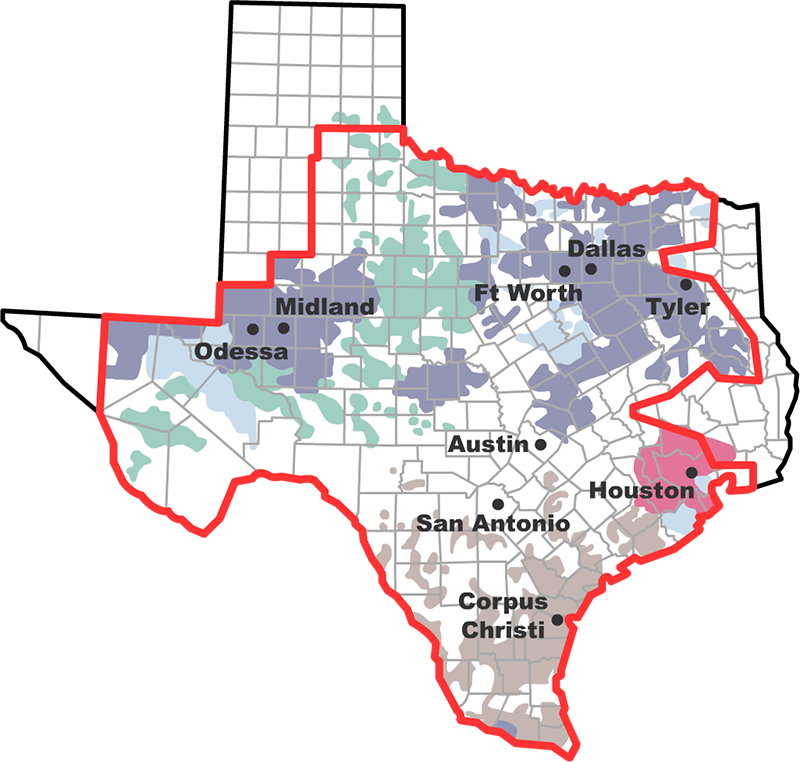 Dallas
Ft Worth
Tyler
Midland
Odessa
Austin
Houston
San Antonio
Corpus
Christi